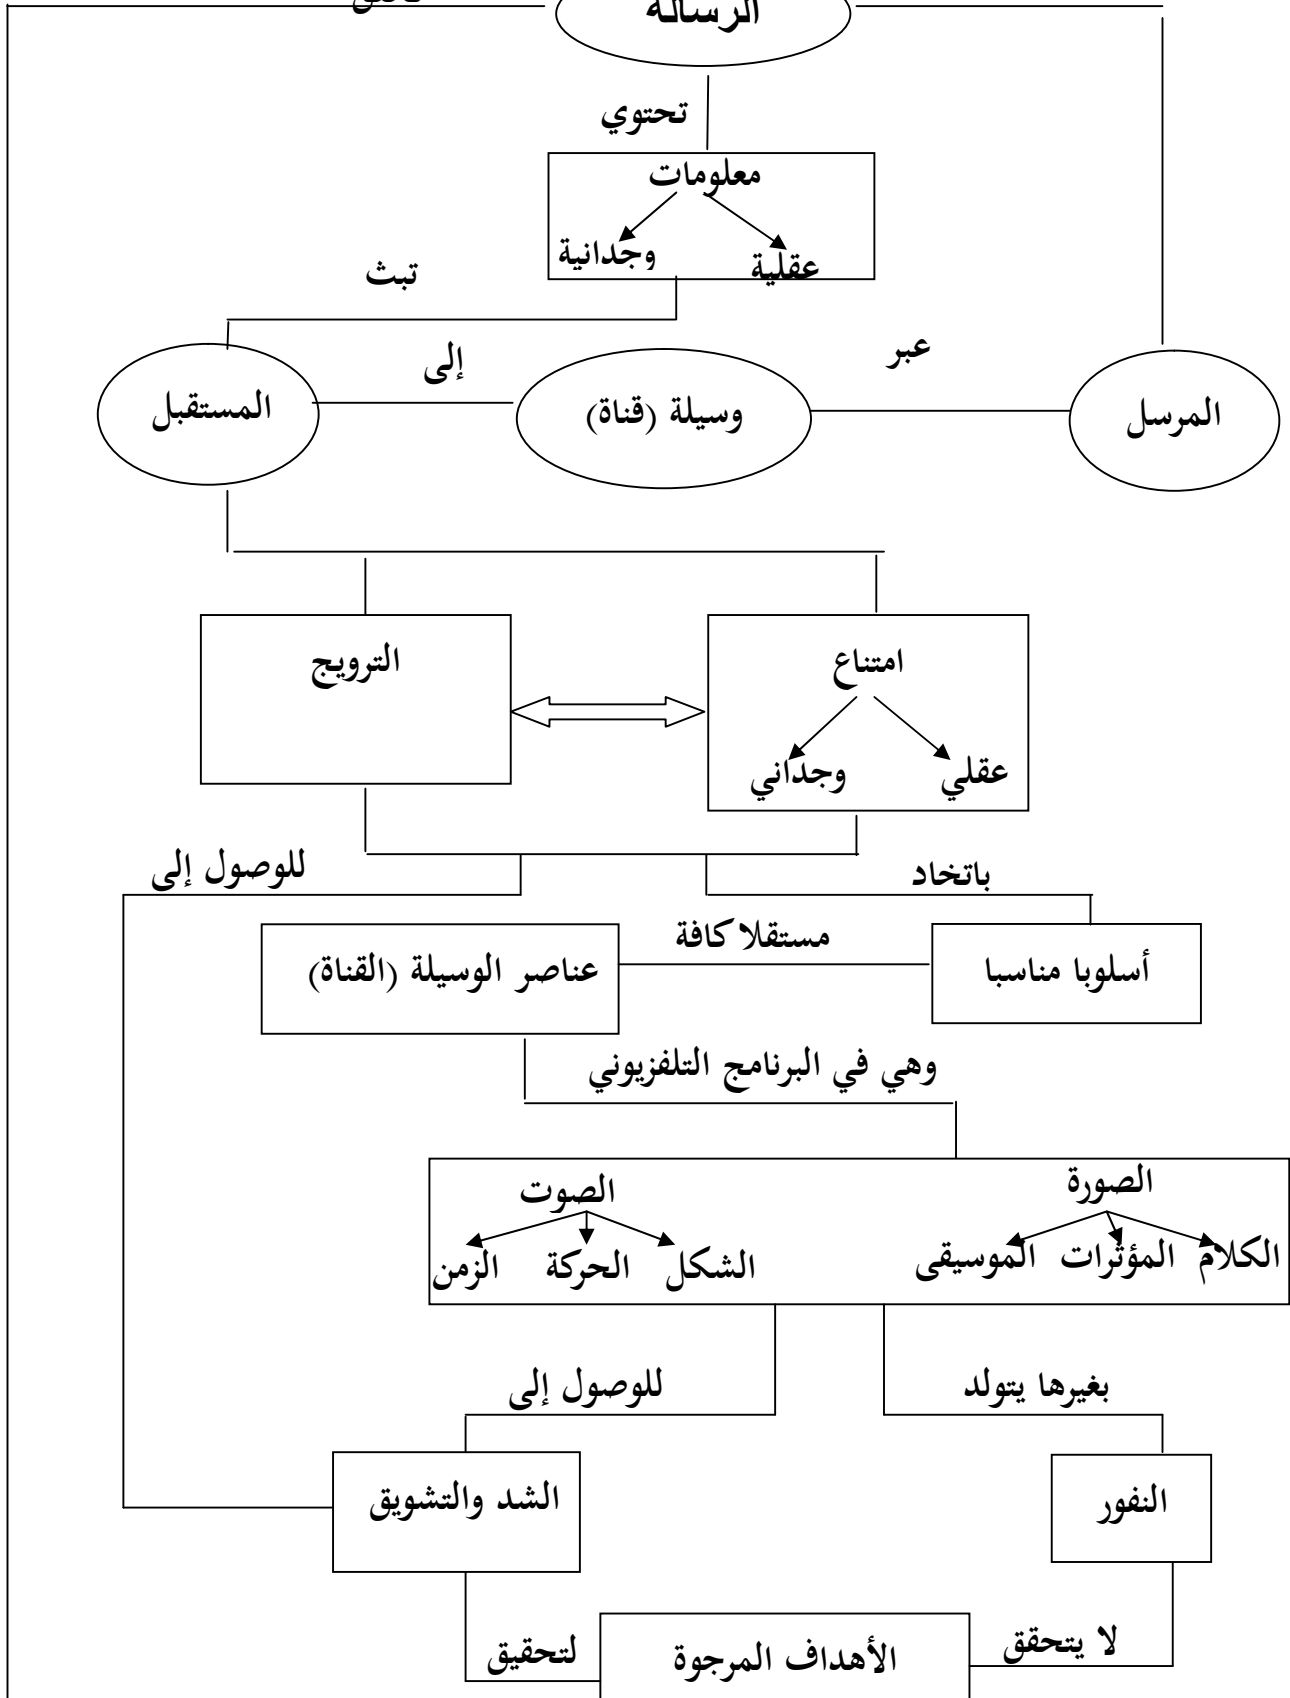 الرسالة
تحتوي
معلومات
عقلية وجدانية
تبث
عبر
إلى
المرسل
وسيلة (قناة)
المستقبل
امتناع
عقلي وجداني
الترويج
باتخاد
للوصول إلى
أسلوبا مناسبا
مستقلا كافة
عناصر الوسيلة (القناة)
وهي في البرنامج التلفزيوني
الصورة
الكلام المؤثرات الموسيقى
الصوت
الشكل الحركة الزمن
بغيرها يتولد
للوصول إلى
النفور
الشد والتشويق
لا يتحقق
الأهداف المرجوة
لتحقيق